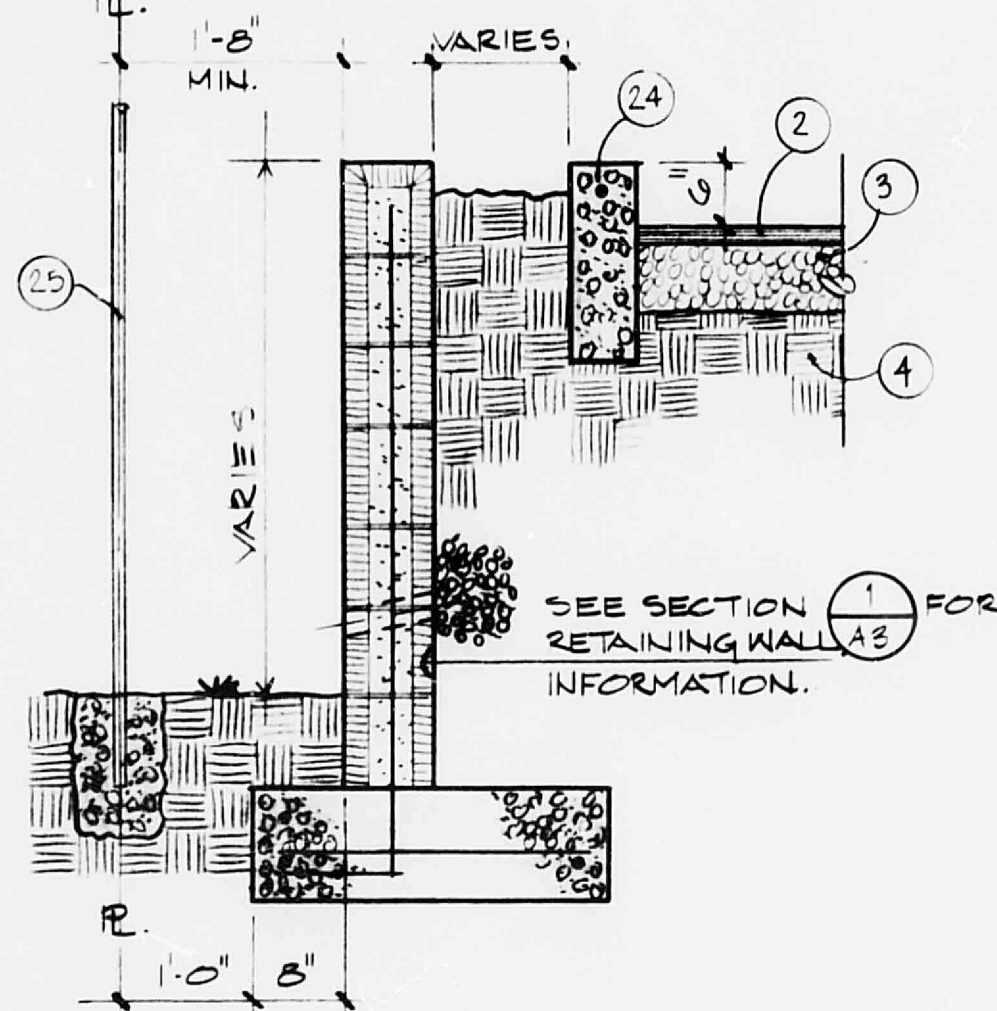 PL.
1'-8"
MIN.
VARIES
24
2
3
6"
25
4
VARIES
SEE SECTION 1/A3 FOR
RETAINING WALL
INFORMATION.
PL.
1'-0"
8"